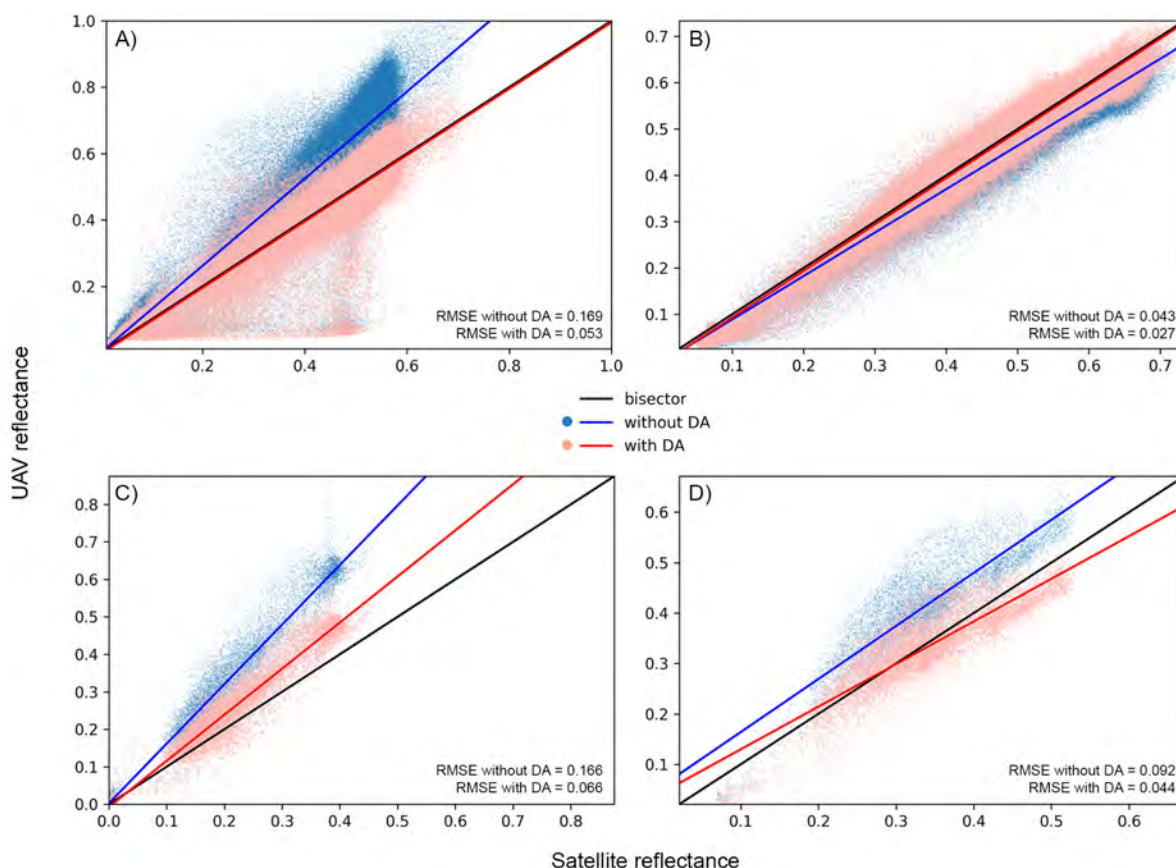 A)
1.0
0.8
0.6
0.4
0.2
0.2 0.4 0.6 0.8 1.0
RMSE without DA = 0.169
RMSE with DA = 0.053
B)
0.7
0.6
0.5
0.4
0.3
0.2
0.1
0.1 0.2 0.3 0.4 0.5 0.6 0.7
RMSE without DA = 0.043
RMSE with DA = 0.027
bisector
without DA
with DA
UAV reflectance
C)
0.8
0.7
0.6
0.5
0.4
0.3
0.2
0.1
0.0
0.0 0.1 0.2 0.3 0.4 0.5 0.6 0.7 0.8
RMSE without DA = 0.166
RMSE with DA = 0.066
D)
0.6
0.5
0.4
0.3
0.2
0.1
0.1 0.2 0.3 0.4 0.5 0.6
RMSE without DA = 0.092
RMSE with DA = 0.044
Satellite reflectance